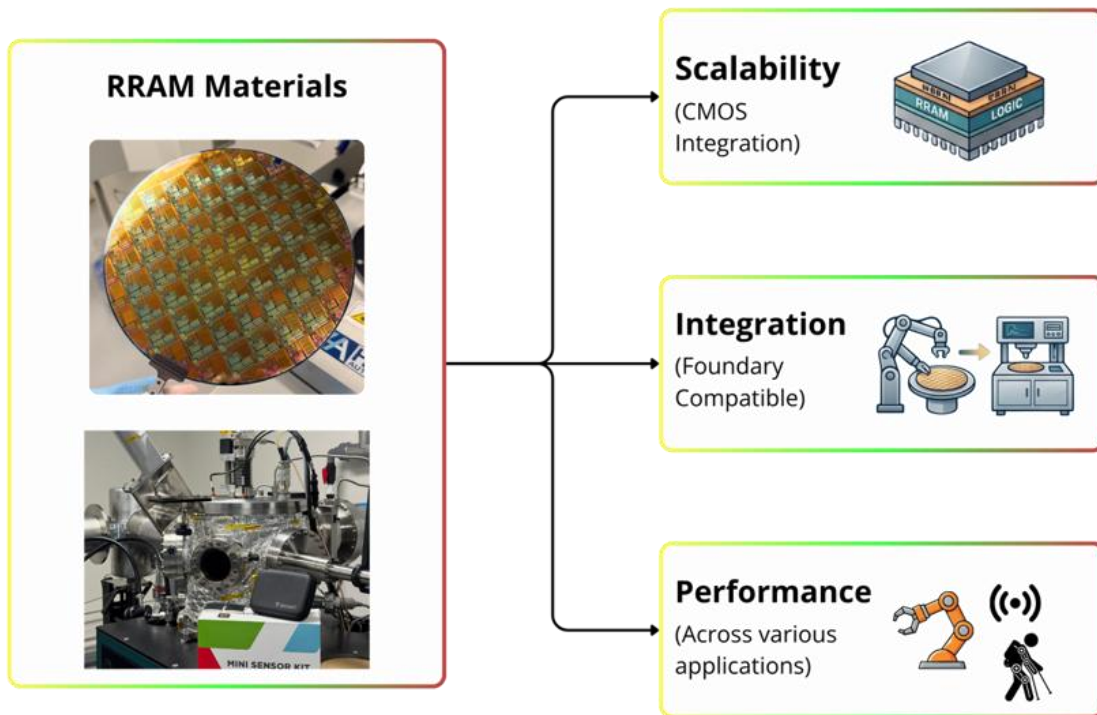 RRAM Materials
MINI SENSOR KIT
Scalability
(CMOS
Integration)
RRAM
LOGIC
Integration
(Foundary
Compatible)
Performance
(Across various
applications)